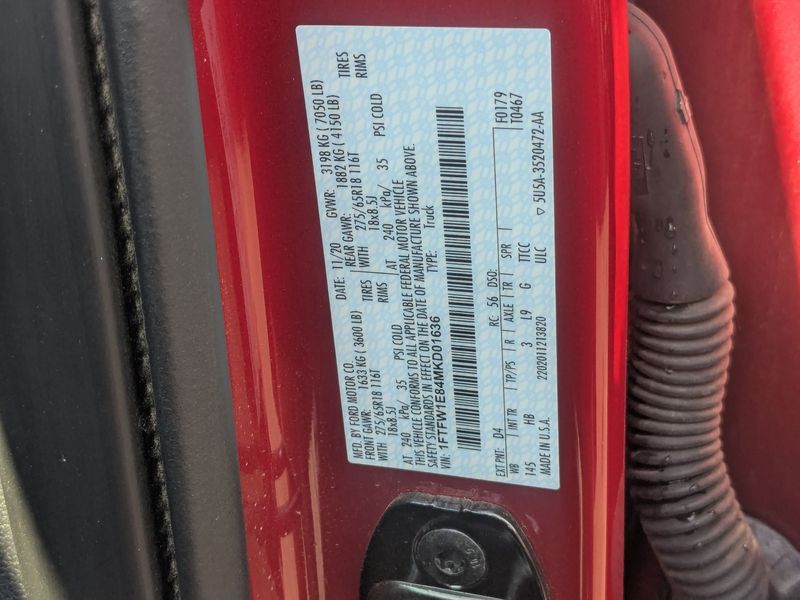 MFD. BY FORD MOTOR CO.
DATE: 11/20 GVWR: 3198 KG ( 7050 LB)
FRONT GAWR: 1633 KG ( 3600 LB) REAR GAWR: 1882 KG ( 4150 LB)
WITH 275/65R18 116T TIRES WITH 275/65R18 116T TIRES
18x8.5J RIMS 18x8.5J RIMS
AT 240 kPa/ 35 PSI COLD AT 240 kPa/ 35 PSI COLD
THIS VEHICLE CONFORMS TO ALL APPLICABLE FEDERAL MOTOR VEHICLE
SAFETY STANDARDS IN EFFECT ON THE DATE OF MANUFACTURE SHOWN ABOVE.
VIN: 1FTFW1E84MKD01636 TYPE: Truck
F0179
T0467
EXT PNT: D4 RC: 56 DSO:
WB INT TR TP/PS R AXLE TR SPR
145 HB 3 L9 G TTCC
MADE IN U.S.A. 2202011213820 ULC
▽ 5U5A-3520472-AA